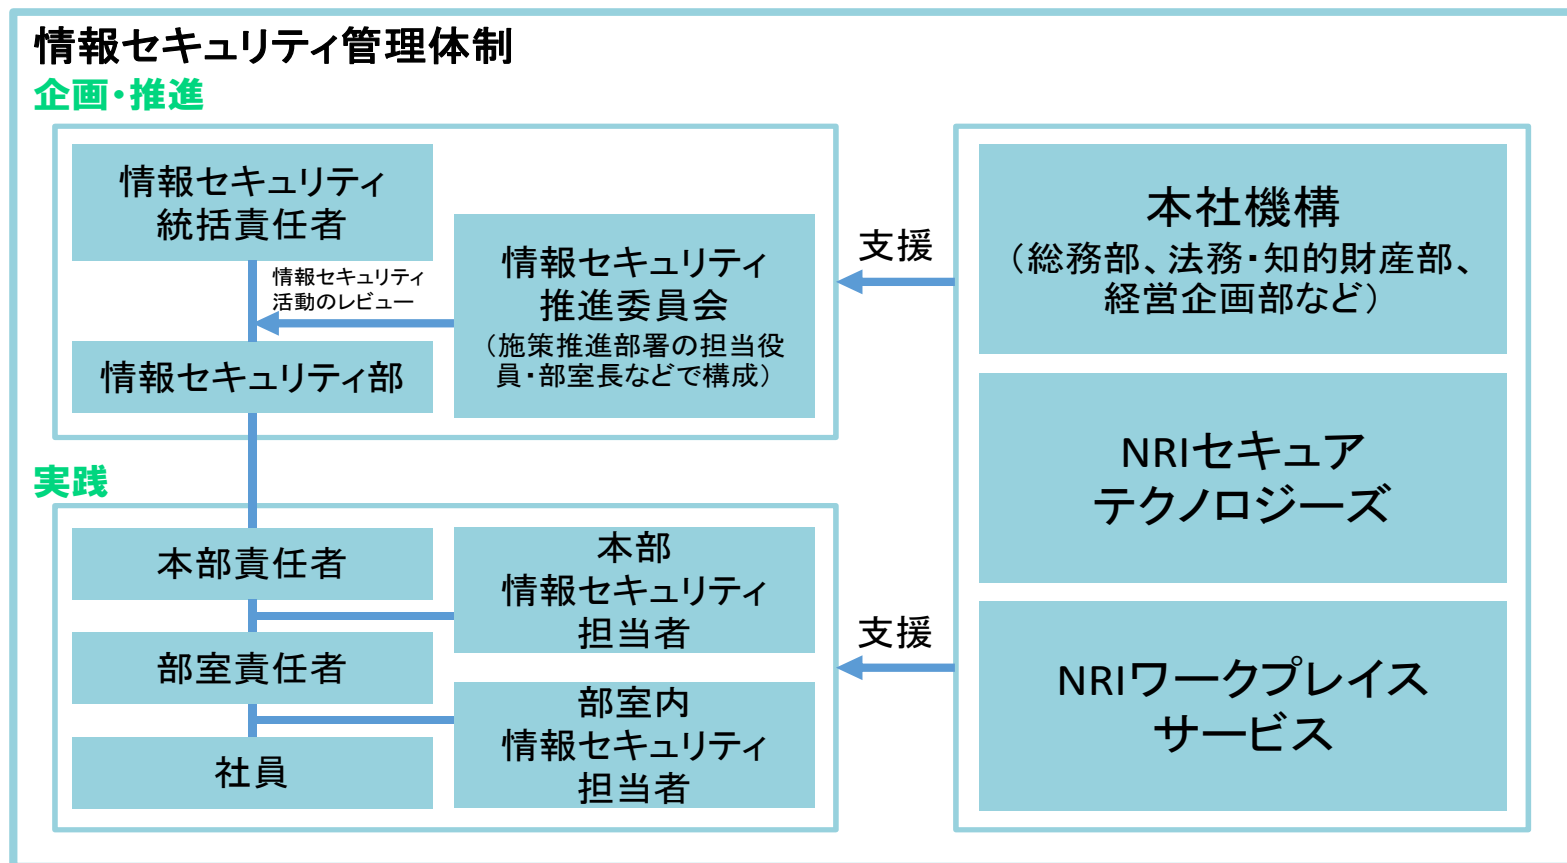 情報セキュリティ管理体制
企画・推進
情報セキュリティ
統括責任者
情報セキュリティ
活動のレビュー
情報セキュリティ部
情報セキュリティ
推進委員会
（施策推進部署の担当役
員・部室長などで構成）
支援
本社機構
（総務部、法務・知的財産部、
経営企画部など）
NRIセキュア
テクノロジーズ
NRIワークプレイス
サービス
実践
本部責任者
本部
情報セキュリティ
担当者
部室責任者
部室内
情報セキュリティ
担当者
社員
支援